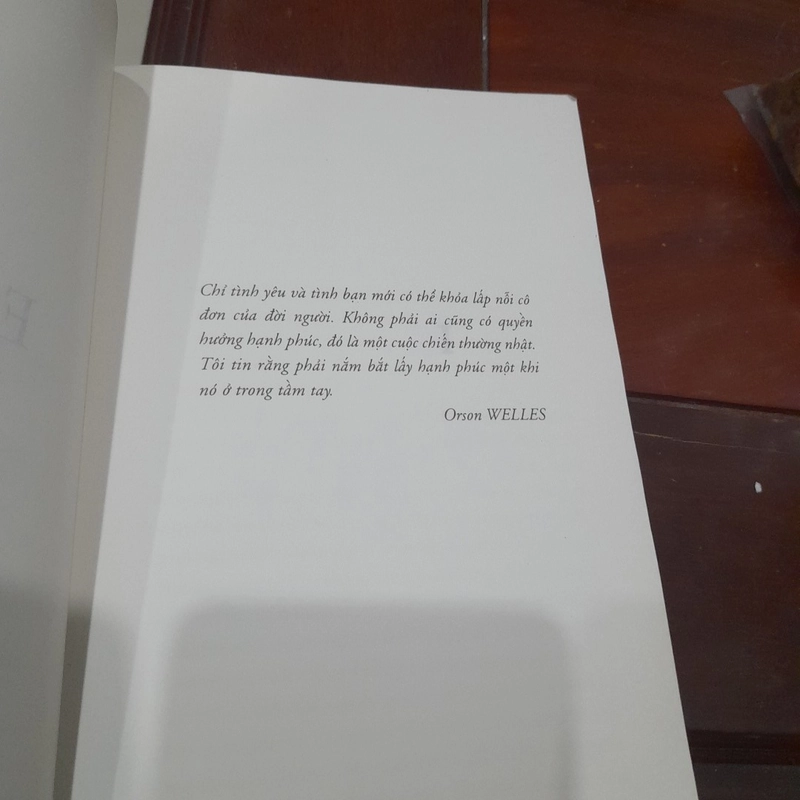 Chỉ tình yêu và tình bạn mới có thể khỏa lấp nỗi cô
đơn của đời người. Không phải ai cũng có quyền
hưởng hạnh phúc, đó là một cuộc chiến thường nhật.
Tôi tin rằng phải nắm bắt lấy hạnh phúc một khi
nó ở trong tầm tay.
Orson WELLES